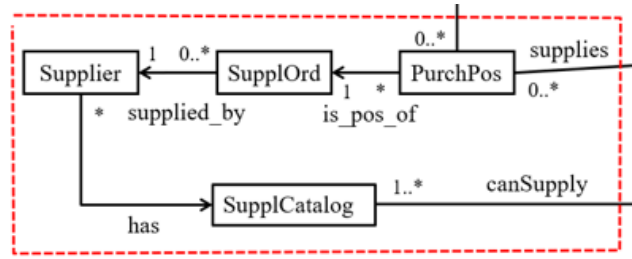 0..*
supplies
1
0..*
Supplier
SupplOrd
PurchPos
*
supplied_by
1
*
is_pos_of
0..*
1..*
canSupply
SupplCatalog
has